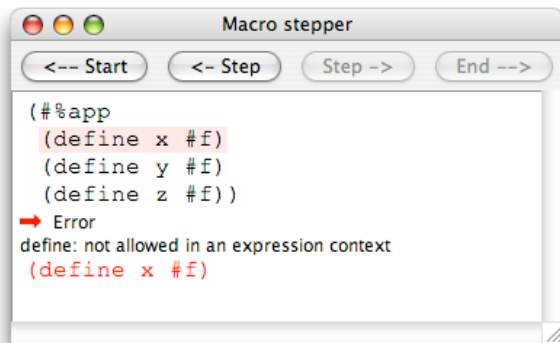 Macro stepper
<-- Start <- Step Step -> End -->
(#%app
(define x #f)
(define y #f)
(define z #f))
Error
define: not allowed in an expression context
(define x #f)